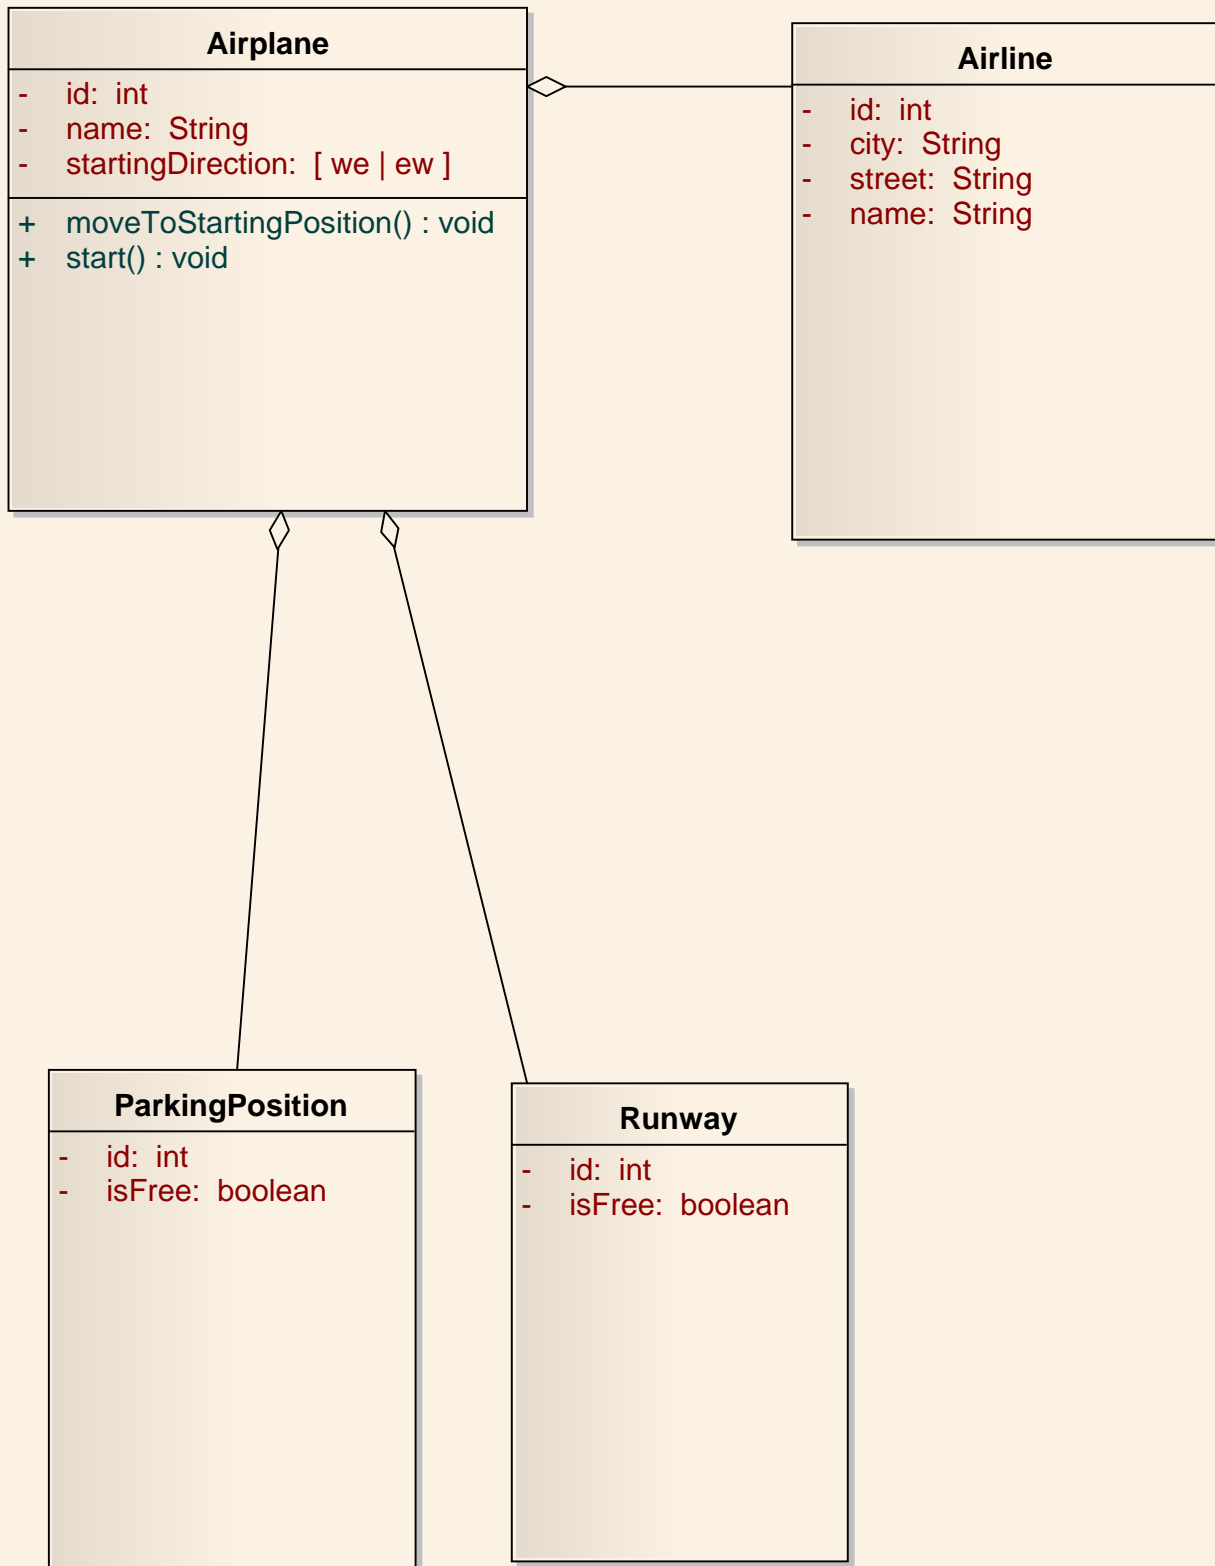 Airplane
- id: int
- name: String
- startingDirection: [ we | ew ]
+ moveToStartingPosition() : void
+ start() : void
Airline
- id: int
- city: String
- street: String
- name: String
ParkingPosition
- id: int
- isFree: boolean
Runway
- id: int
- isFree: boolean